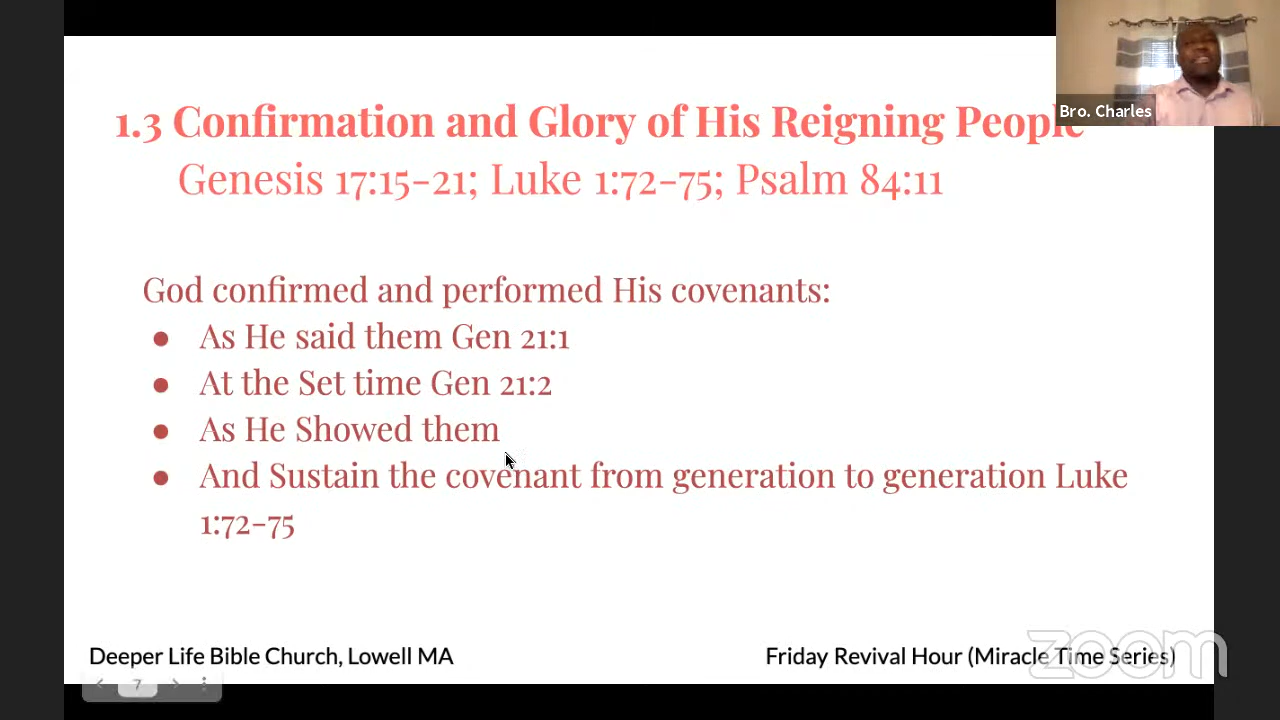 1.3 Confirmation and Glory of His Reigning People
Genesis 17:15-21; Luke 1:72-75; Psalm 84:11
Bro. Charles
God confirmed and performed His covenants:
● As He said them Gen 21:1
● At the Set time Gen 21:2
● As He Showed them
● And Sustain the covenant from generation to generation Luke
1:72-75
Deeper Life Bible Church, Lowell MA
Friday Revival Hour (Miracle Time Series)
zoom
7